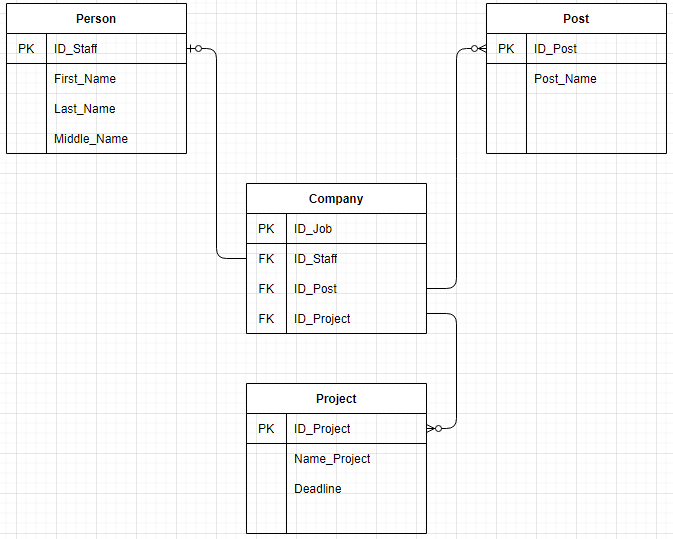 Person
PK ID_Staff
First_Name
Last_Name
Middle_Name
Post
PK ID_Post
Post_Name
Company
PK ID_Job
FK ID_Staff
FK ID_Post
FK ID_Project
Project
PK ID_Project
Name_Project
Deadline